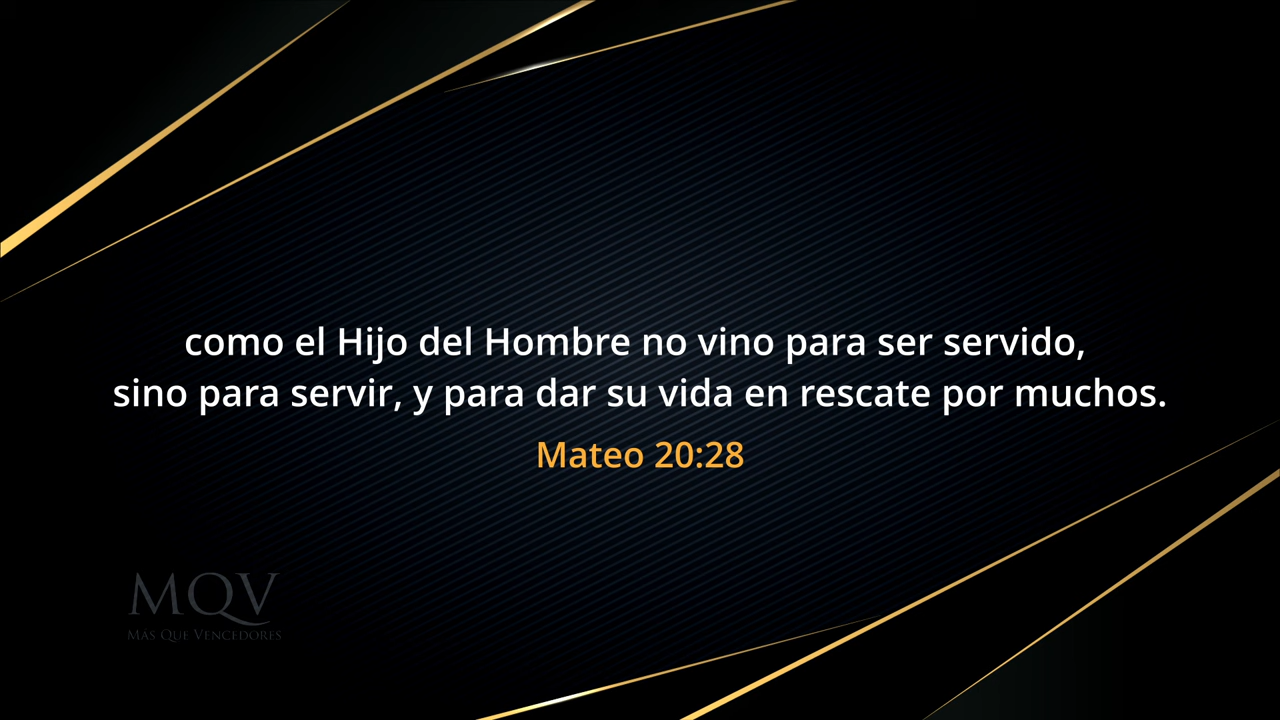 como el Hijo del Hombre no vino para ser servido,
sino para servir, y para dar su vida en rescate por muchos.
Mateo 20:28
MQV
Más Que Vencedores